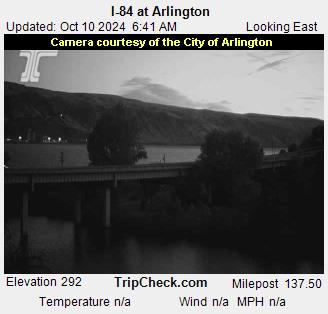 I-84 at Arlington
Updated: Oct 10 2024 6:41 AM Looking East
Camera courtesy of the City of Arlington
Elevation 292 TripCheck.com Milepost 137.50
Temperature n/a Wind n/a MPH n/a